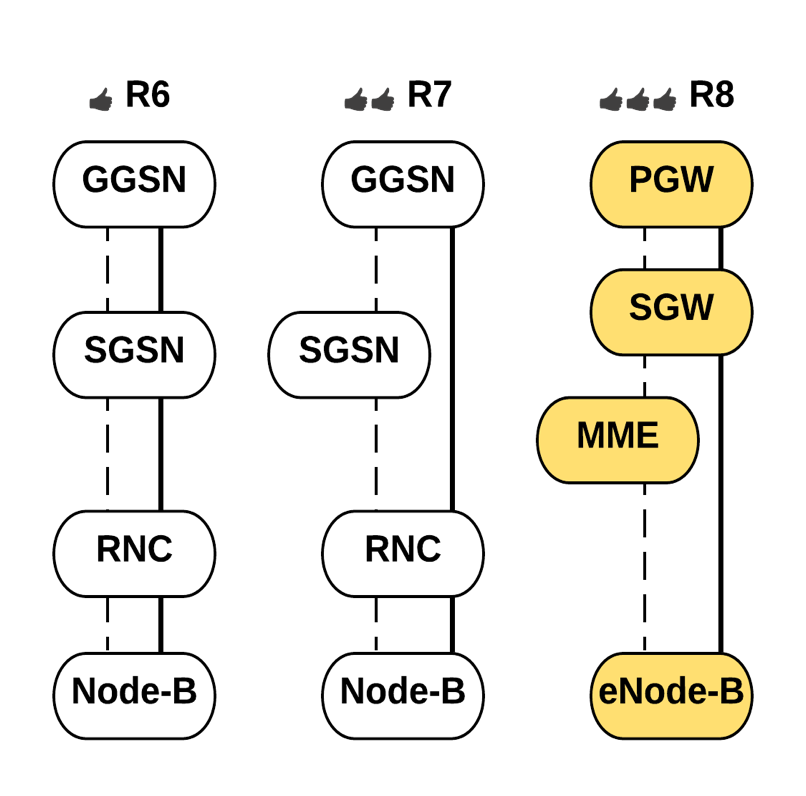 R6
GGSN
SGSN
RNC
Node-B
R7
GGSN
SGSN
RNC
Node-B
R8
PGW
SGW
MME
eNode-B